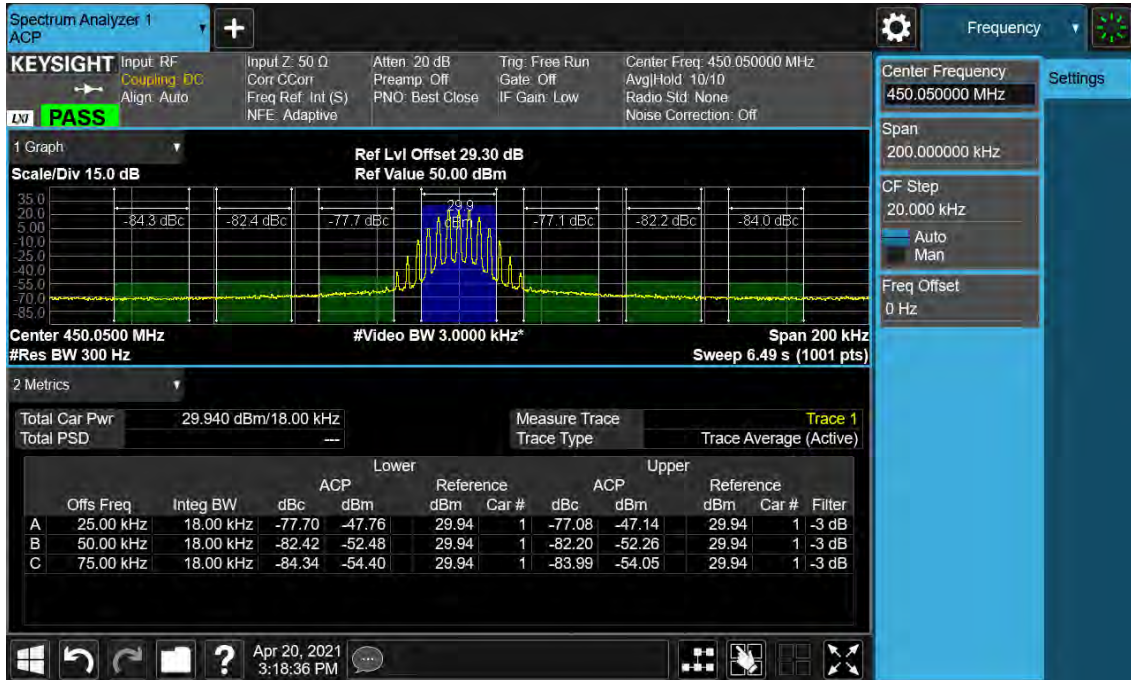 Spectrum Analyzer 1
ACP
Frequency
KEYSIGHT
LXI
PASS
Input: RF
Coupling: DC
Align: Auto
Input Z: 50 Ω
Corr CCorr
Freq Ref: Int (S)
NFE: Adaptive
Atten: 20 dB
Preamp: Off
PNO: Best Close
Trig: Free Run
Gate: Off
IF Gain: Low
Center Freq: 450.050000 MHz
Avg|Hold: 10/10
Radio Std: None
Noise Correction: Off
Center Frequency
450.050000 MHz
Settings
Span
200.000000 kHz
CF Step
20.000 kHz
Auto
Man
Freq Offset
0 Hz
1 Graph
Scale/Div 15.0 dB
Ref Lvl Offset 29.30 dB
Ref Value 50.00 dBm
35.0
20.0
5.00
-10.0
-25.0
-40.0
-55.0
-70.0
-85.0
-84.3 dBc -82.4 dBc -77.7 dBc 29.9 dBm -77.1 dBc -82.2 dBc -84.0 dBc
Center 450.0500 MHz #Video BW 3.0000 kHz* Span 200 kHz
#Res BW 300 Hz Sweep 6.49 s (1001 pts)
2 Metrics
Total Car Pwr 29.940 dBm/18.00 kHz Measure Trace Trace 1
Total PSD --- Trace Type Trace Average (Active)
Lower Upper
ACP Reference ACP Reference
Offs Freq Integ BW dBc dBm dBm Car # dBc dBm dBm Car # Filter
A 25.00 kHz 18.00 kHz -77.70 -47.76 29.94 1 -77.08 -47.14 29.94 1 -3 dB
B 50.00 kHz 18.00 kHz -82.42 -52.48 29.94 1 -82.20 -52.26 29.94 1 -3 dB
C 75.00 kHz 18.00 kHz -84.34 -54.40 29.94 1 -83.99 -54.05 29.94 1 -3 dB
Apr 20, 2021
3:18:36 PM